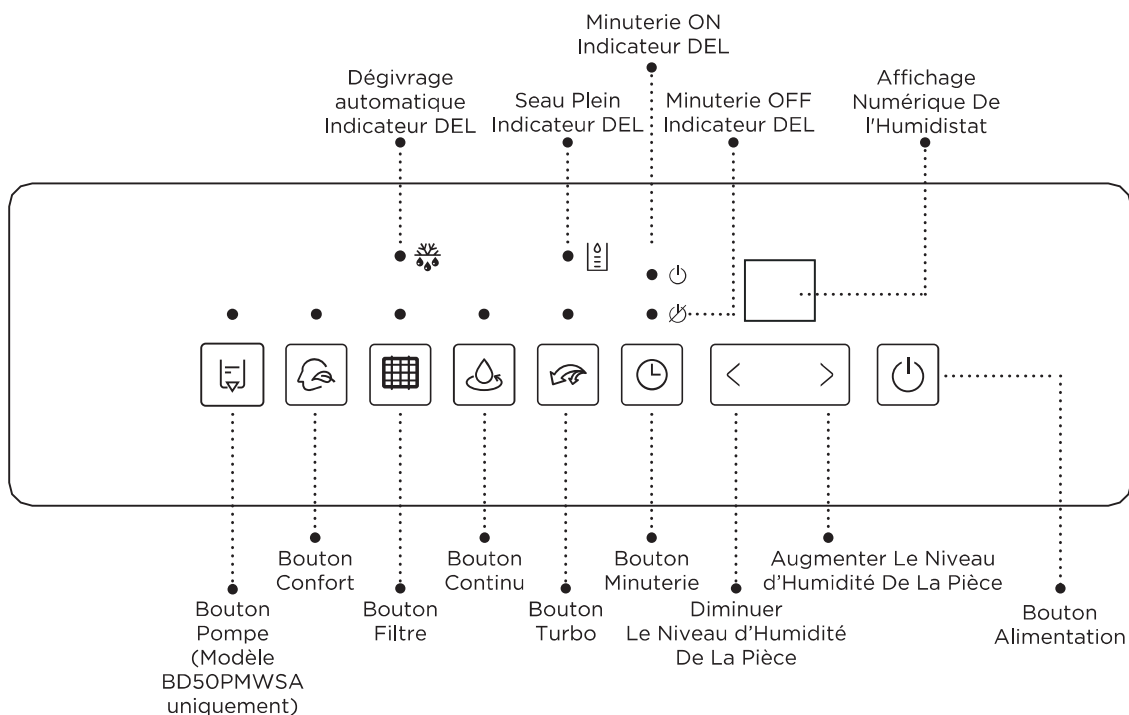 Minuterie ON
Indicateur DEL
Dégivrage
automatique
Indicateur DEL
Seau Plein
Indicateur DEL
Minuterie OFF
Indicateur DEL
Affichage
Numérique De
l'Humidistat
Bouton
Pompe
(Modèle
BD50PMWSA
uniquement)
Bouton
Confort
Bouton
Filtre
Bouton
Continu
Bouton
Turbo
Bouton
Minuterie
Diminuer
Le Niveau d'Humidité
De La Pièce
Augmenter Le Niveau
d'Humidité De La Pièce
Bouton
Alimentation